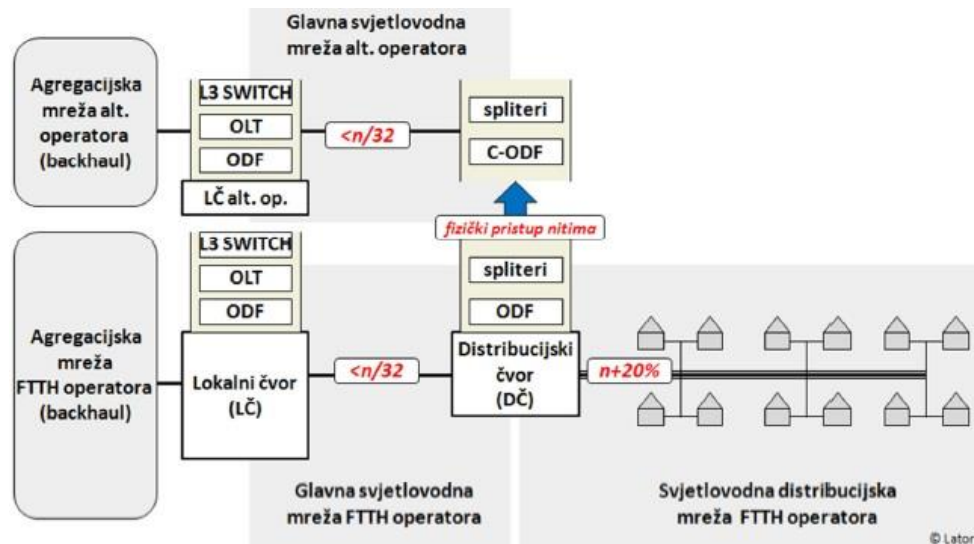 Glavna svjetlovodna
mreža alt. operatora
Agregacijska
mreža alt.
operatora
(backhaul)
L3 SWITCH
OLT
ODF
LČ alt. op.
<n/32
spliteri
C-ODF
fizički pristup nitima
L3 SWITCH
OLT
ODF
spliteri
ODF
Agregacijska
mreža
FTTH operatora
(backhaul)
Lokalni čvor
(LČ)
<n/32
Distribucijski
čvor
(DČ)
n+20%
Glavna svjetlovodna
mreža FTTH operatora
Svjetlovodna distribucijska
mreža FTTH operatora
© Lator